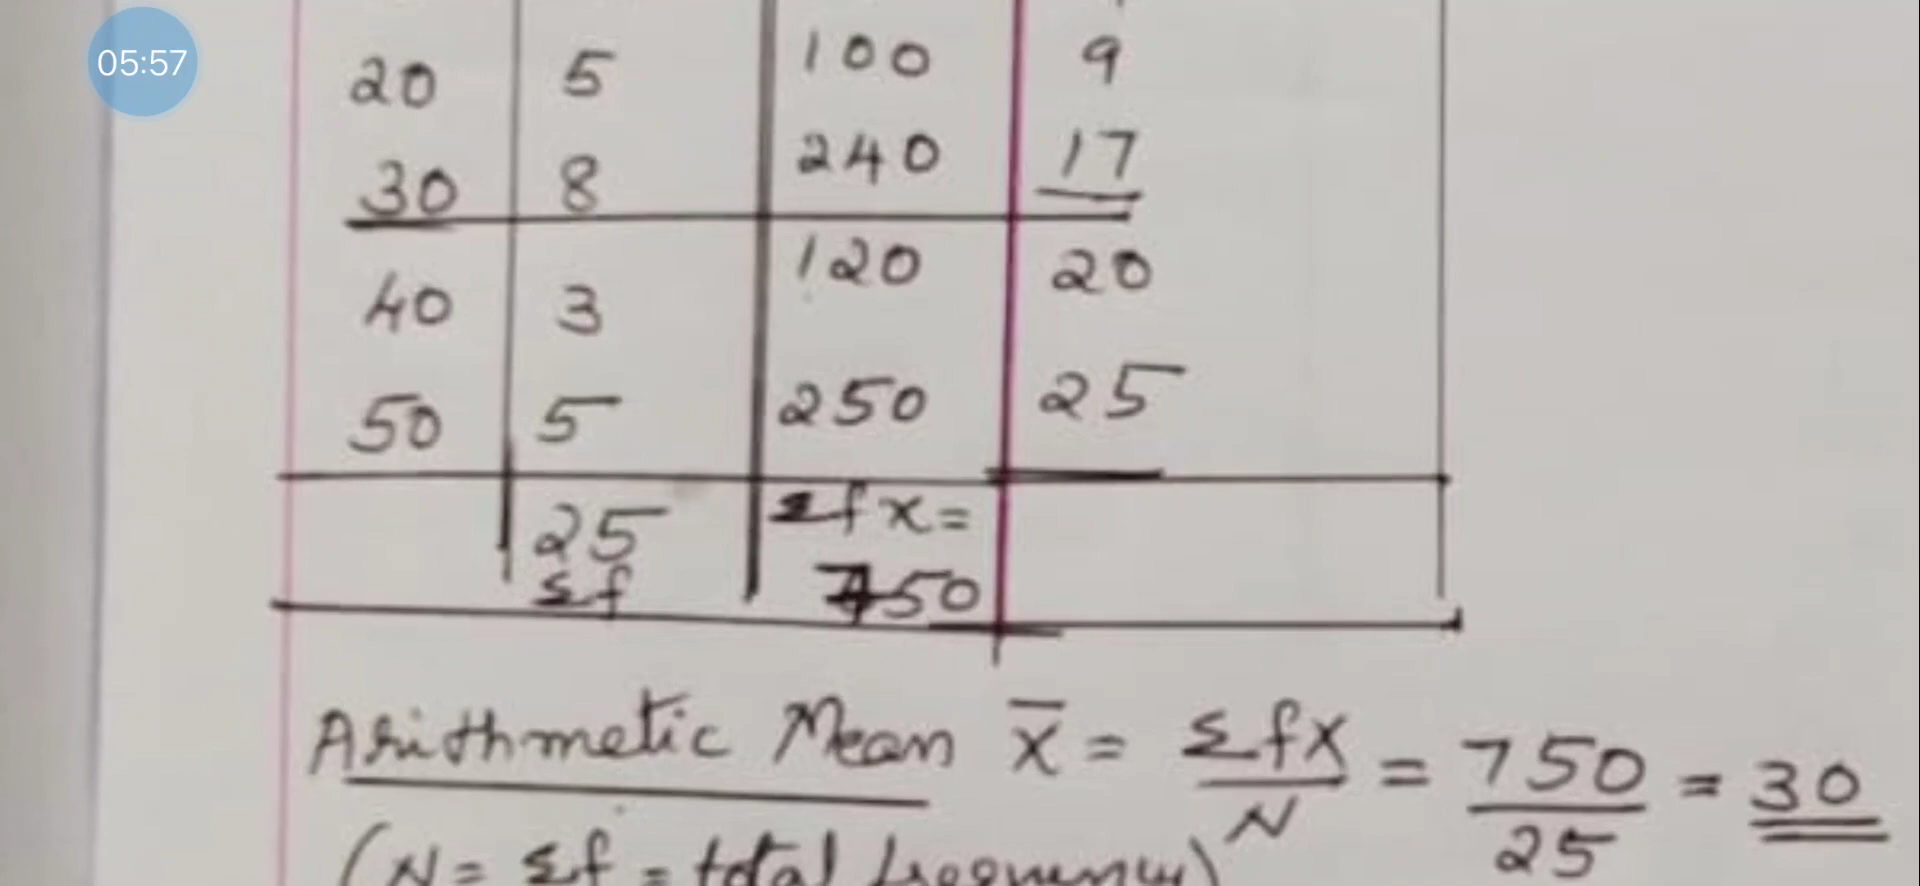 05:57
20 5 100 9
30 8 240 17
40 3 120 20
50 5 250 25
25 Σfx=
Σf 750
Arithmetic Mean x̄ = Σfx/N = 750/25 = 30
(N = Σf = total frequency)